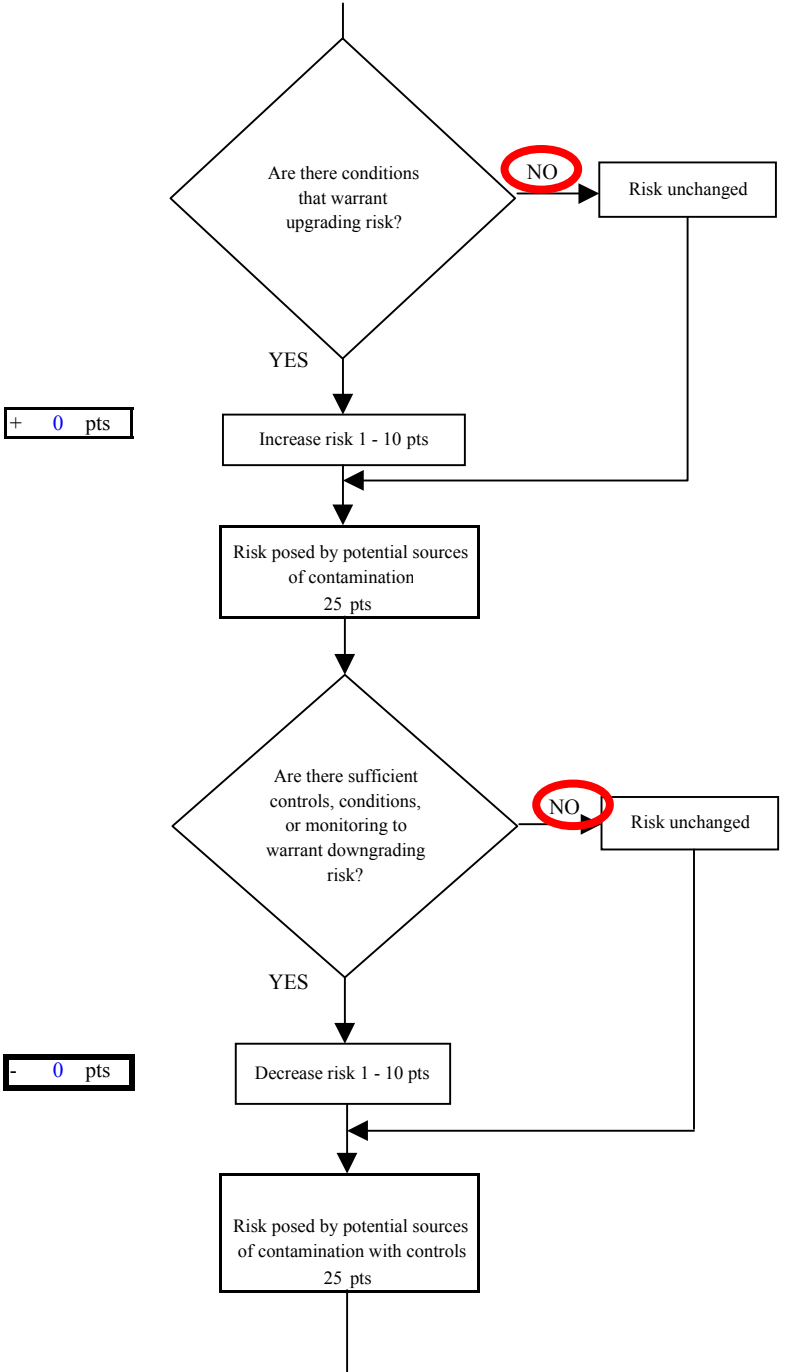 Are there conditions
that warrant
upgrading risk?
NO
Risk unchanged
YES
+ 0 pts
Increase risk 1 - 10 pts
Risk posed by potential sources
of contamination
25 pts
Are there sufficient
controls, conditions,
or monitoring to
warrant downgrading
risk?
NO
Risk unchanged
YES
- 0 pts
Decrease risk 1 - 10 pts
Risk posed by potential sources
of contamination with controls
25 pts